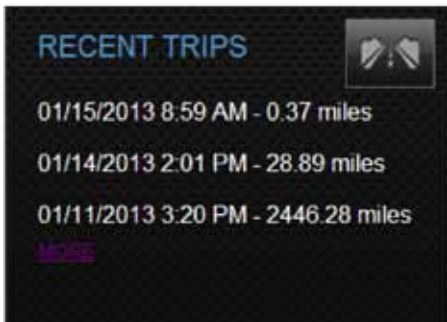 RECENT TRIPS
01/15/2013 8:59 AM - 0.37 miles
01/14/2013 2:01 PM - 28.89 miles
01/11/2013 3:20 PM - 2446.28 miles
MORE